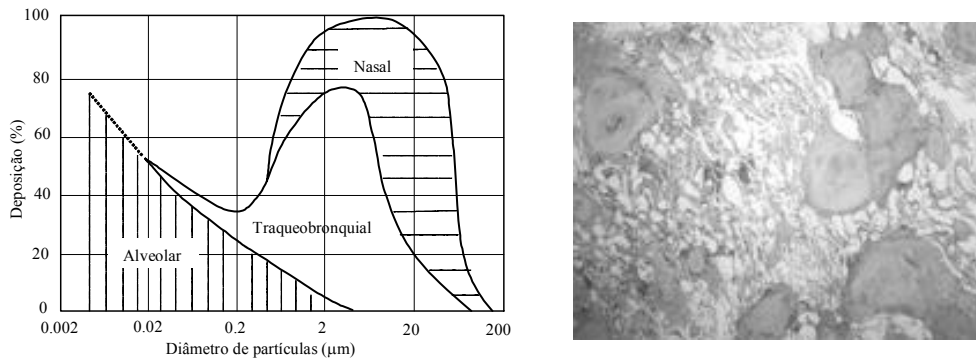 100
80
60
40
20
0
Deposição (%)
Nasal
Traqueobronquial
Alveolar
0.002 0.02 0.2 2 20 200
Diâmetro de partículas (μm)